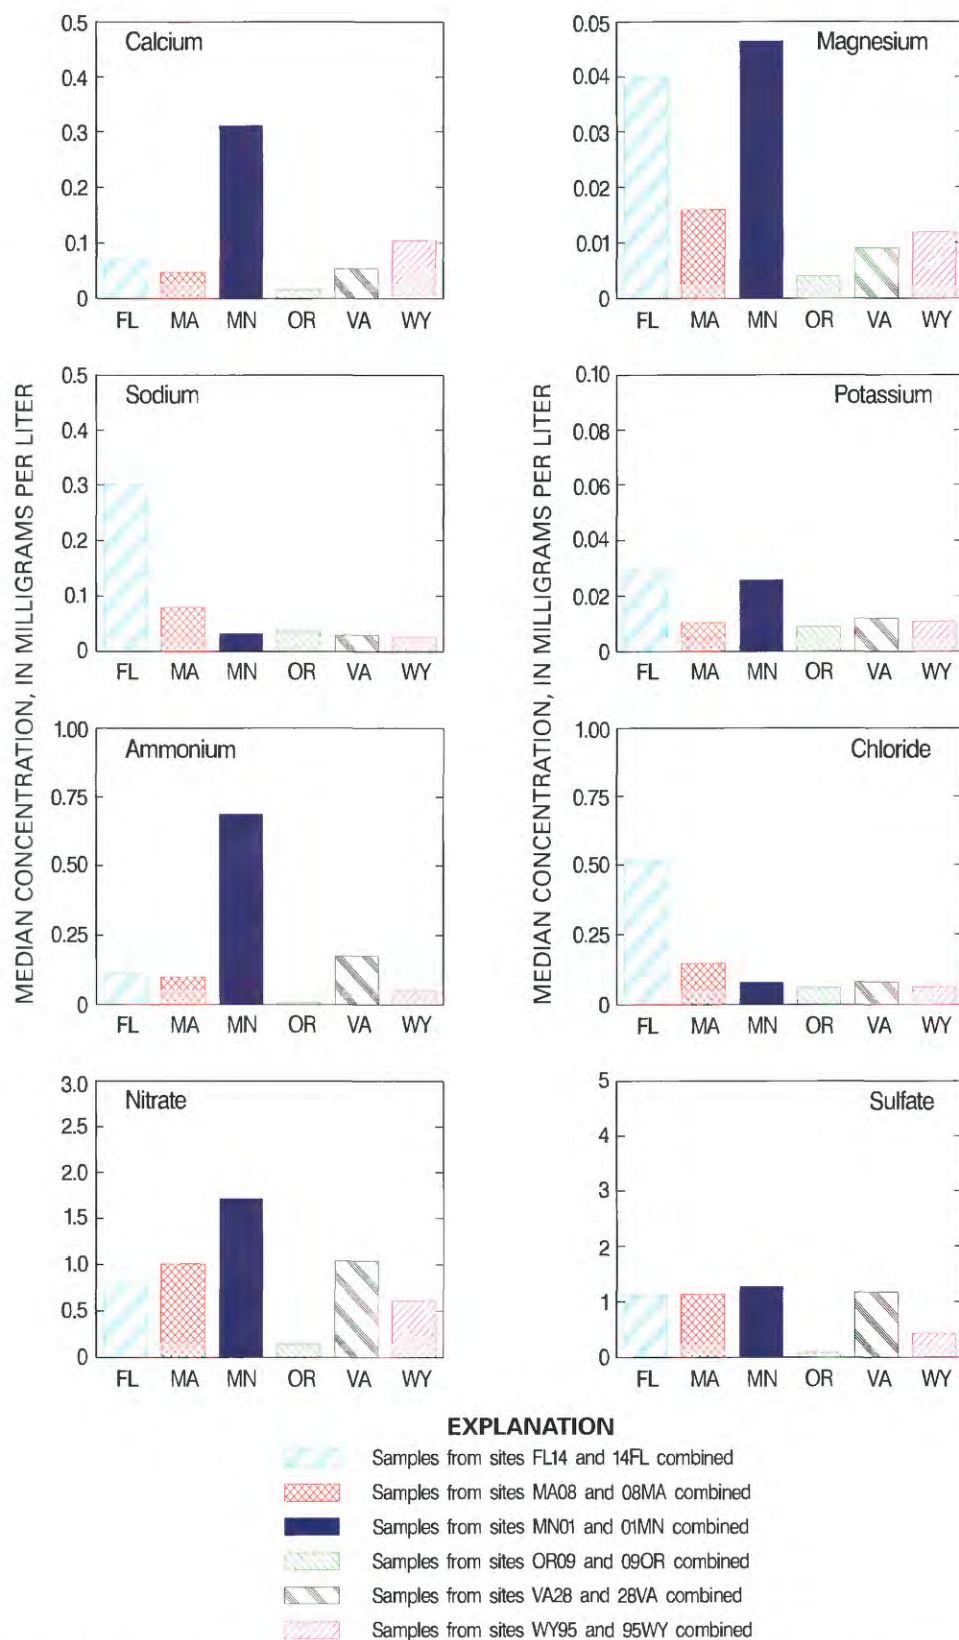 0.5
0.4
0.3
0.2
0.1
0
Calcium
FL MA MN OR VA WY
0.05
0.04
0.03
0.02
0.01
0
Magnesium
FL MA MN OR VA WY
MEDIAN CONCENTRATION, IN MILLIGRAMS PER LITER
0.5
0.4
0.3
0.2
0.1
0
Sodium
FL MA MN OR VA WY
MEDIAN CONCENTRATION, IN MILLIGRAMS PER LITER
0.10
0.08
0.06
0.04
0.02
0
Potassium
FL MA MN OR VA WY
1.00
0.75
0.50
0.25
0
Ammonium
FL MA MN OR VA WY
1.00
0.75
0.50
0.25
0
Chloride
FL MA MN OR VA WY
3.0
2.5
2.0
1.5
1.0
0.5
0
Nitrate
FL MA MN OR VA WY
5
4
3
2
1
0
Sulfate
FL MA MN OR VA WY
EXPLANATION
Samples from sites FL14 and 14FL combined
Samples from sites MA08 and 08MA combined
Samples from sites MN01 and 01MN combined
Samples from sites OR09 and 09OR combined
Samples from sites VA28 and 28VA combined
Samples from sites WY95 and 95WY combined